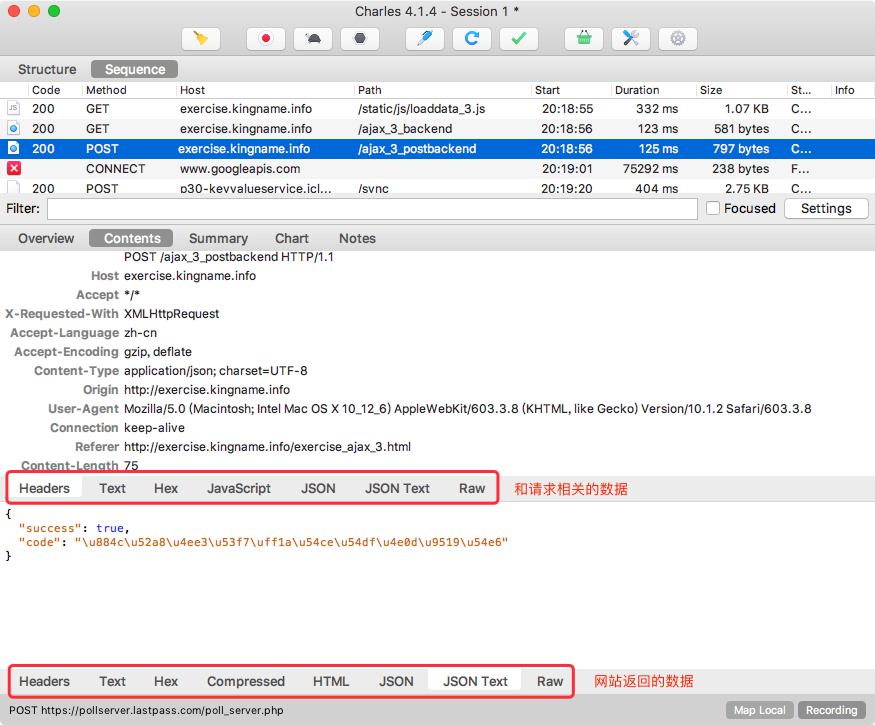 Charles 4.1.4 - Session 1 *
Structure Sequence
Code Method Host Path Start Duration Size St... Info
JS 200 GET exercise.kingname.info /static/js/loaddata_3.js 20:18:55 332 ms 1.07 KB C...
200 GET exercise.kingname.info /ajax_3_backend 20:18:56 123 ms 581 bytes C...
200 POST exercise.kingname.info /ajax_3_postbackend 20:18:56 125 ms 797 bytes C...
CONNECT www.googleapis.com 20:19:01 75292 ms 238 bytes F...
200 POST p30-keyvalueservice.icl... /sync 20:19:20 404 ms 2.75 KB C...
Filter: Focused Settings
Overview Contents Summary Chart Notes
POST /ajax_3_postbackend HTTP/1.1
Host exercise.kingname.info
Accept */*
X-Requested-With XMLHttpRequest
Accept-Language zh-cn
Accept-Encoding gzip, deflate
Content-Type application/json; charset=UTF-8
Origin http://exercise.kingname.info
User-Agent Mozilla/5.0 (Macintosh; Intel Mac OS X 10_12_6) AppleWebKit/603.3.8 (KHTML, like Gecko) Version/10.1.2 Safari/603.3.8
Connection keep-alive
Referer http://exercise.kingname.info/exercise_ajax_3.html
Content-Length 75
Headers Text Hex JavaScript JSON JSON Text Raw 和请求相关的数据
{
"success": true,
"code": "\u884c\u52a8\u4ee3\u53f7\uff1a\u54ce\u54df\u4e0d\u9519\u54e6"
}
Headers Text Hex Compressed HTML JSON JSON Text Raw 网站返回的数据
POST https://pollserver.lastpass.com/poll_server.php Map Local Recording